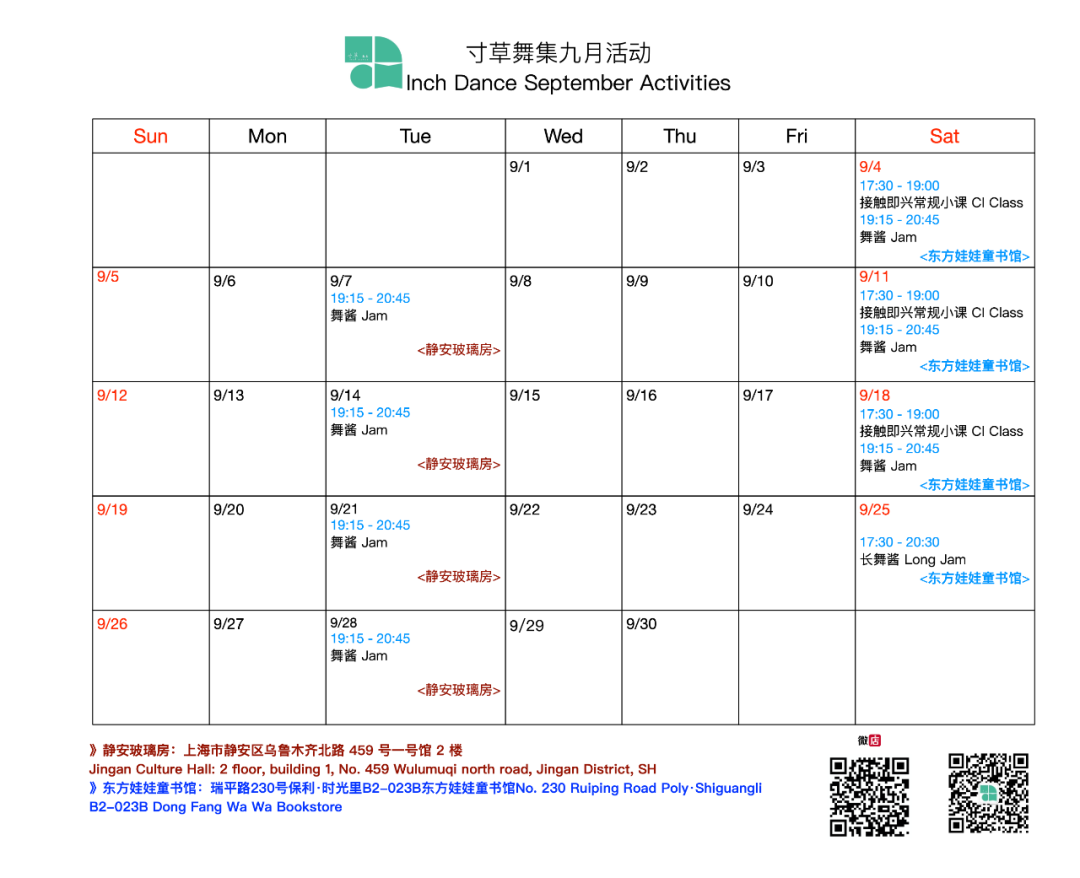 寸草舞集九月活动
Inch Dance September Activities
Sun Mon Tue Wed Thu Fri Sat
9/1 9/2 9/3 9/4
17:30 - 19:00
接触即兴常规小课 CI Class
19:15 - 20:45
舞酱 Jam
<东方娃娃童书馆>
9/5 9/6 9/7
19:15 - 20:45
舞酱 Jam
<静安玻璃房>
9/8 9/9 9/10 9/11
17:30 - 19:00
接触即兴常规小课 CI Class
19:15 - 20:45
舞酱 Jam
<东方娃娃童书馆>
9/12 9/13 9/14
19:15 - 20:45
舞酱 Jam
<静安玻璃房>
9/15 9/16 9/17 9/18
17:30 - 19:00
接触即兴常规小课 CI Class
19:15 - 20:45
舞酱 Jam
<东方娃娃童书馆>
9/19 9/20 9/21
19:15 - 20:45
舞酱 Jam
<静安玻璃房>
9/22 9/23 9/24 9/25
17:30 - 20:30
长舞酱 Long Jam
<东方娃娃童书馆>
9/26 9/27 9/28
19:15 - 20:45
舞酱 Jam
<静安玻璃房>
9/29 9/30
》静安玻璃房：上海市静安区乌鲁木齐北路 459 号一号馆 2 楼
Jingan Culture Hall: 2 floor, building 1, No. 459 Wulumuqi north road, Jingan District, SH
》东方娃娃童书馆：瑞平路230号保利·时光里B2-023B东方娃娃童书馆No. 230 Ruiping Road Poly·Shiguangli
B2-023B Dong Fang Wa Wa Bookstore
微店